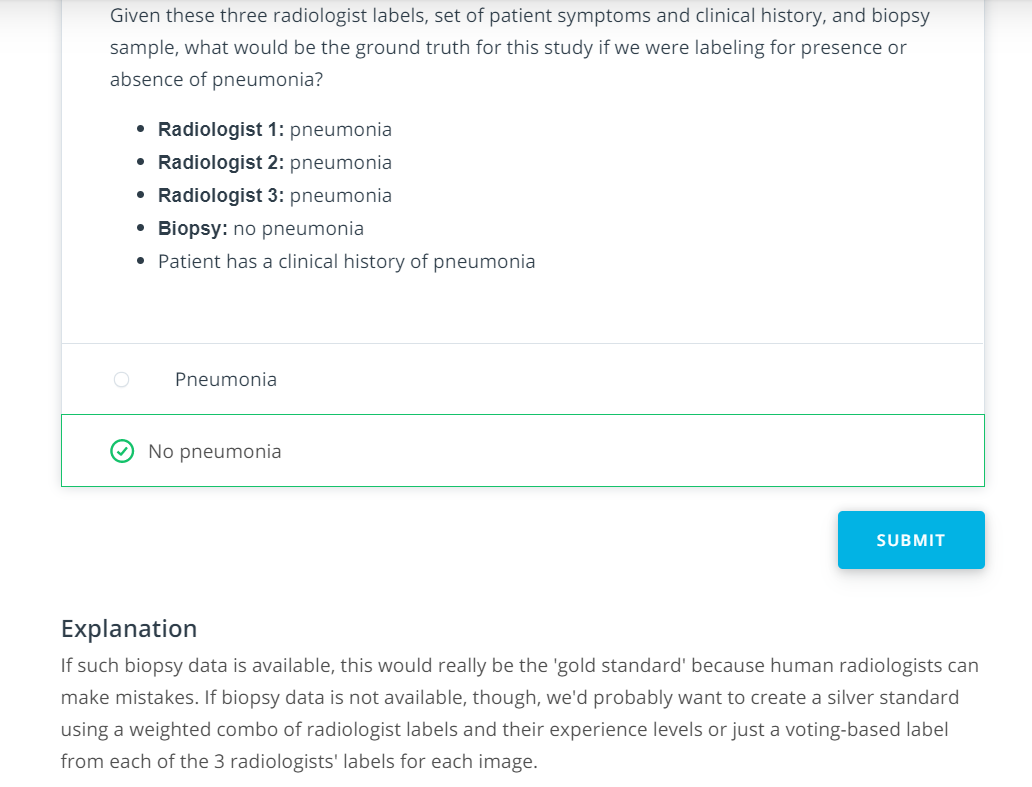 Given these three radiologist labels, set of patient symptoms and clinical history, and biopsy
sample, what would be the ground truth for this study if we were labeling for presence or
absence of pneumonia?
• Radiologist 1: pneumonia
• Radiologist 2: pneumonia
• Radiologist 3: pneumonia
• Biopsy: no pneumonia
• Patient has a clinical history of pneumonia
Pneumonia
No pneumonia
SUBMIT
Explanation
If such biopsy data is available, this would really be the 'gold standard' because human radiologists can
make mistakes. If biopsy data is not available, though, we'd probably want to create a silver standard
using a weighted combo of radiologist labels and their experience levels or just a voting-based label
from each of the 3 radiologists' labels for each image.